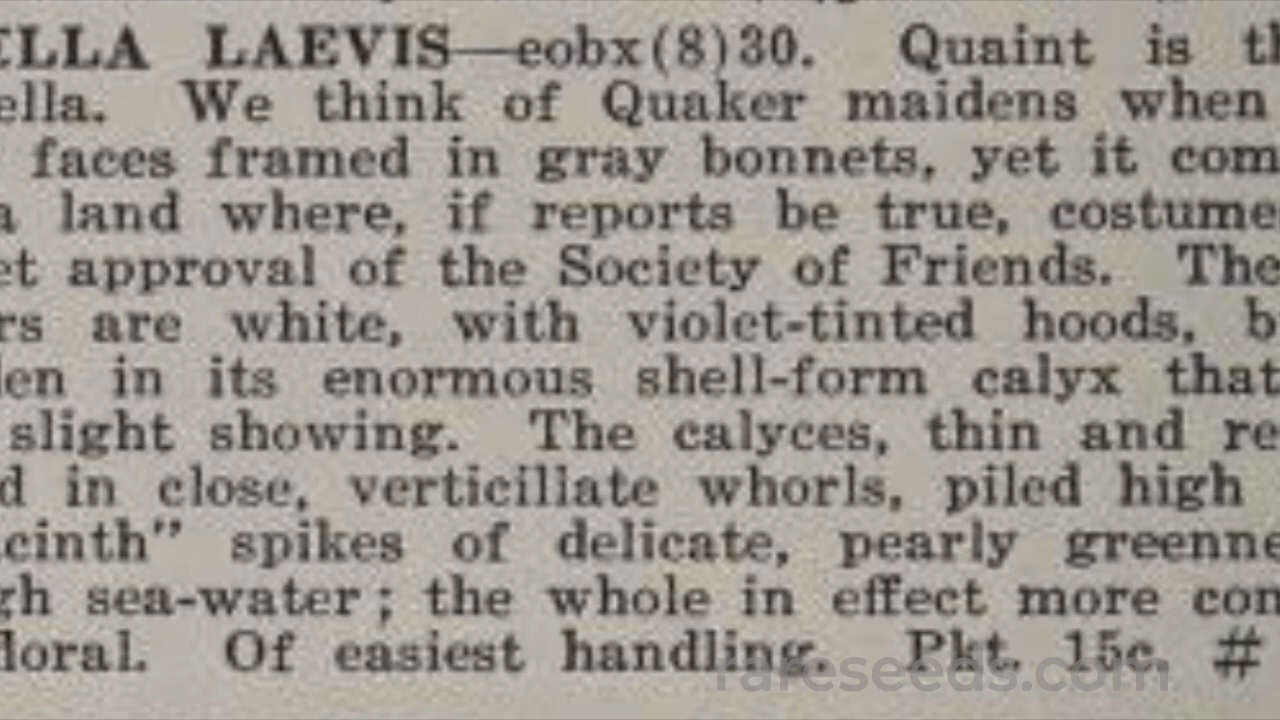 ELLA LAEVIS—eobx(8)30. Quaint is th
ella. We think of Quaker maidens when
faces framed in gray bonnets, yet it com
a land where, if reports be true, costume
et approval of the Society of Friends. The
rs are white, with violet-tinted hoods, b
len in its enormous shell-form calyx that
slight showing. The calyces, thin and re
d in close, verticillate whorls, piled high
cinth" spikes of delicate, pearly greenne
gh sea-water; the whole in effect more con
loral. Of easiest handling. Pkt. 15c. #
rareseeds.com